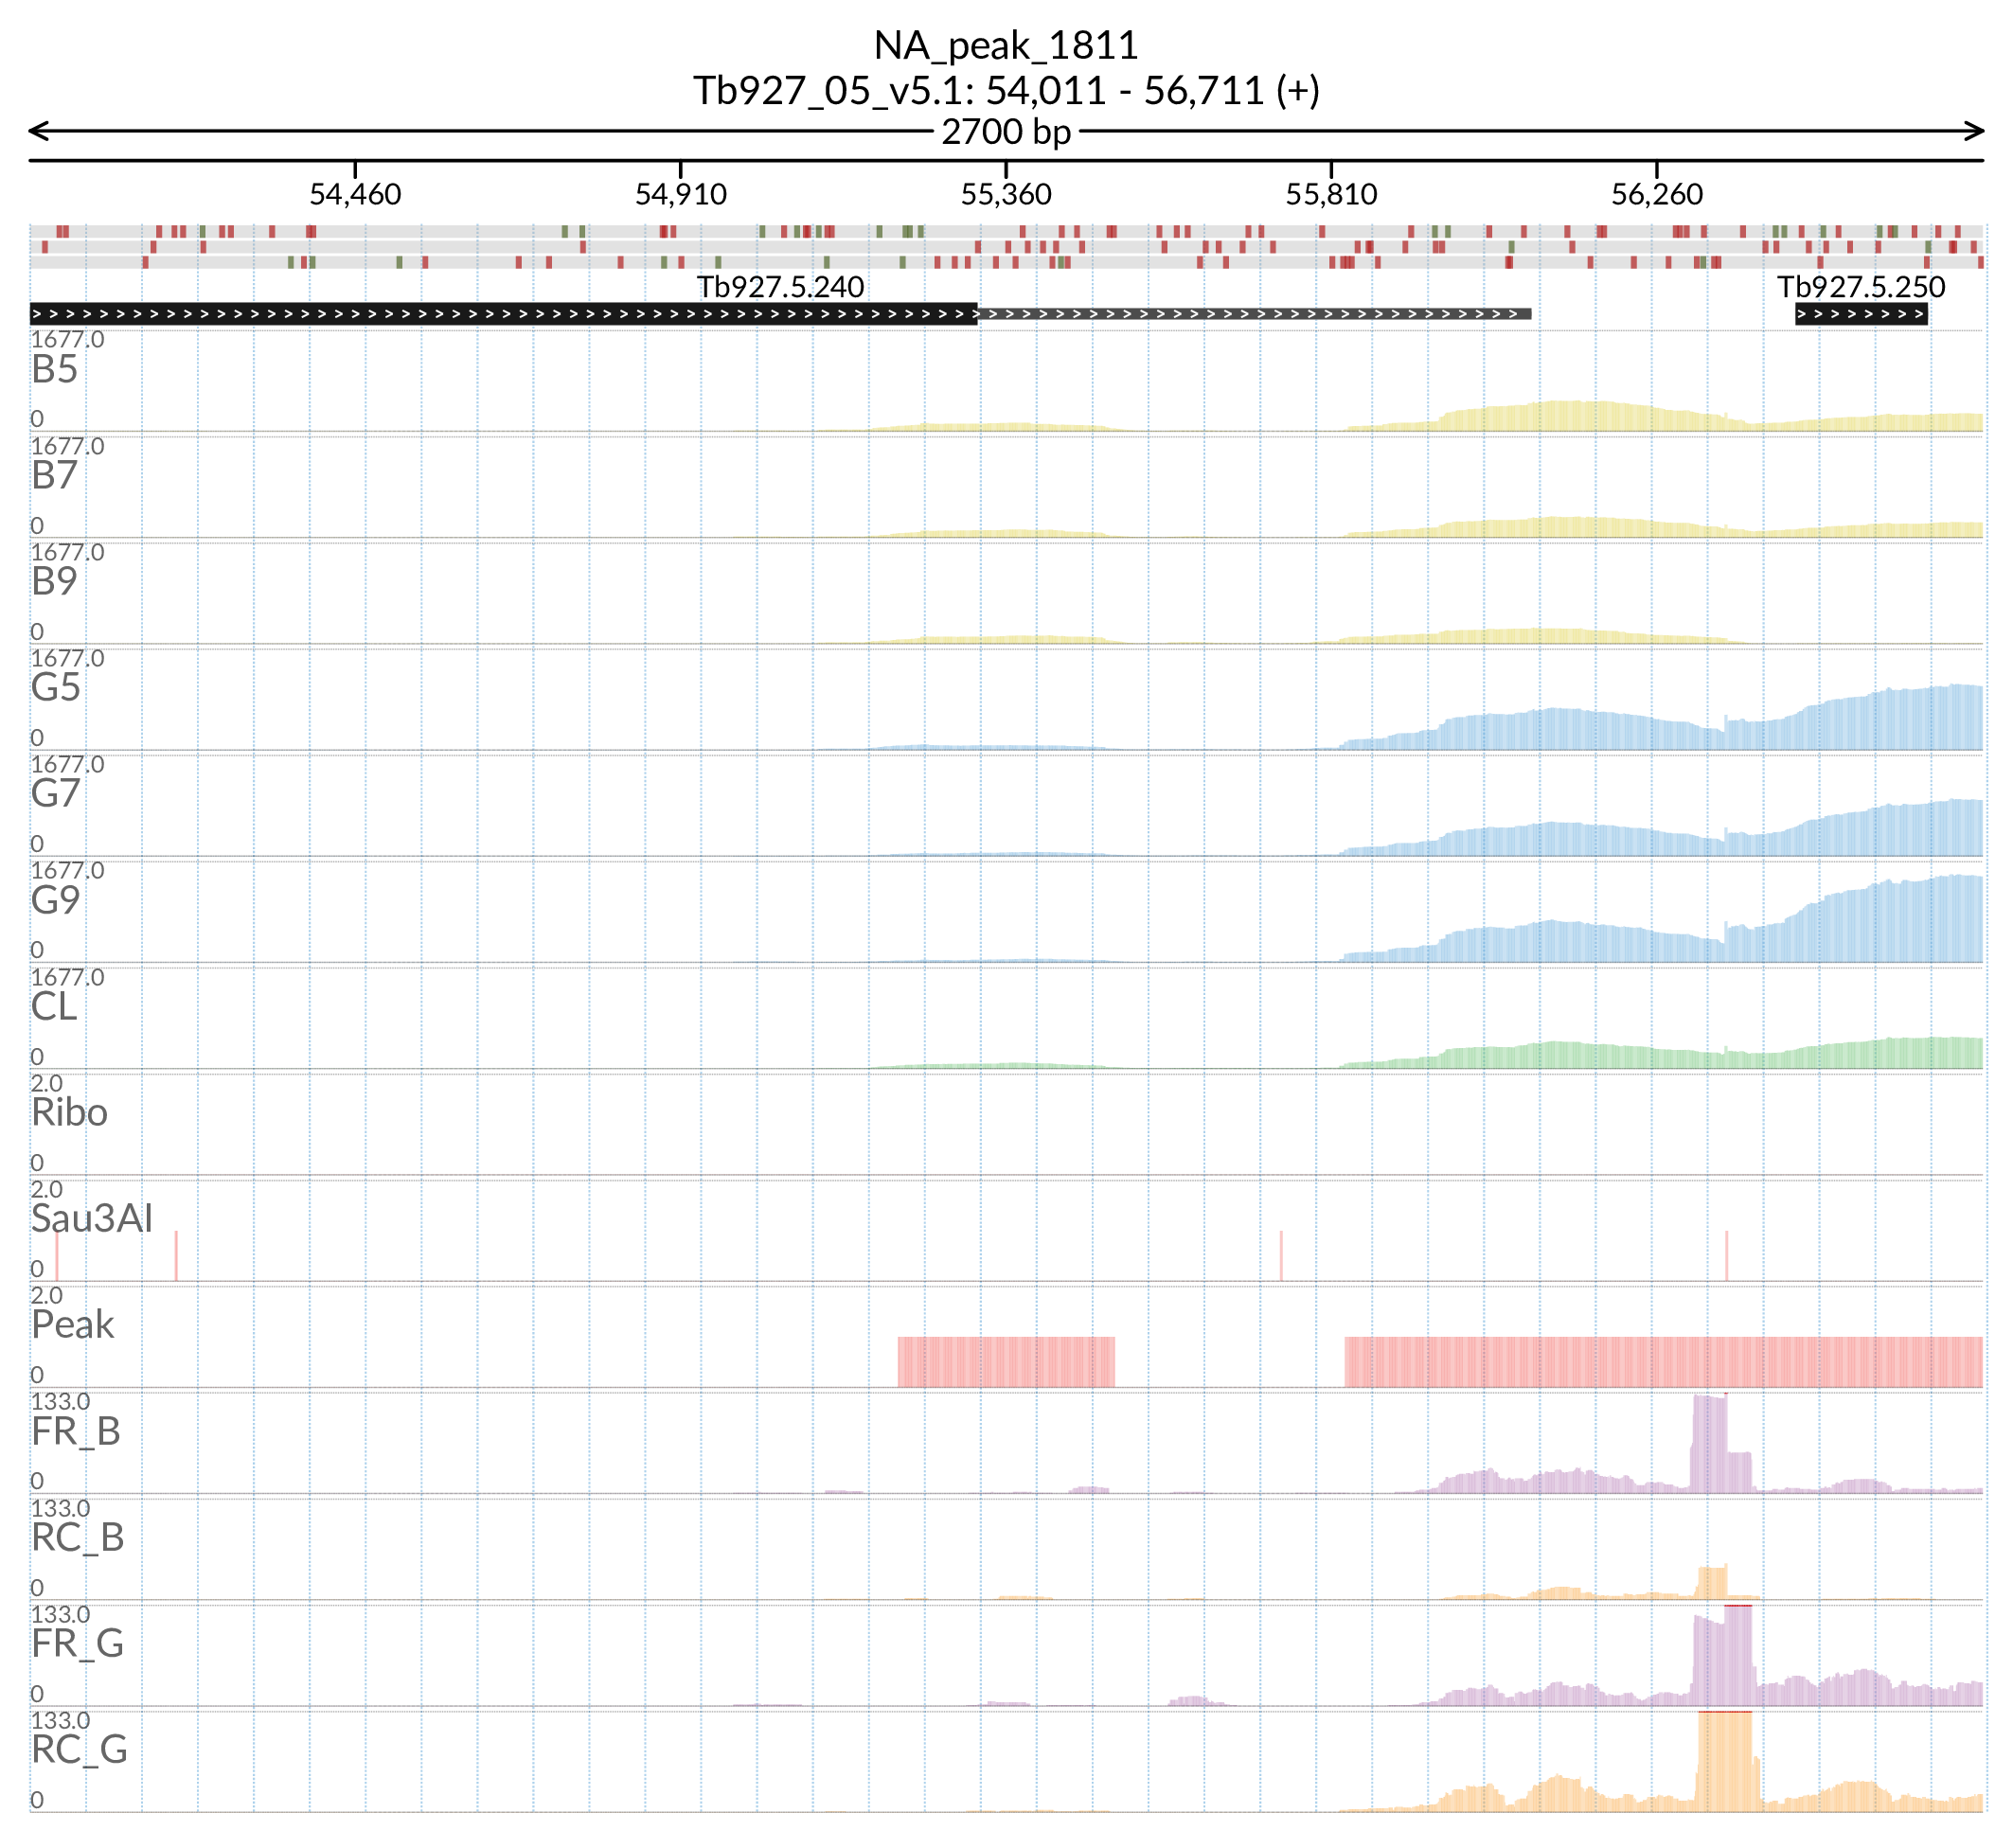 NA_peak_1811
Tb927_05_v5.1: 54,011 - 56,711 (+)
2700 bp
54,460 54,910 55,360 55,810 56,260
Tb927.5.240 Tb927.5.250
1677.0
B5
0
1677.0
B7
0
1677.0
B9
0
1677.0
G5
0
1677.0
G7
0
1677.0
G9
0
1677.0
CL
0
2.0
Ribo
0
2.0
Sau3AI
0
2.0
Peak
0
133.0
FR_B
0
133.0
RC_B
0
133.0
FR_G
0
133.0
RC_G
0